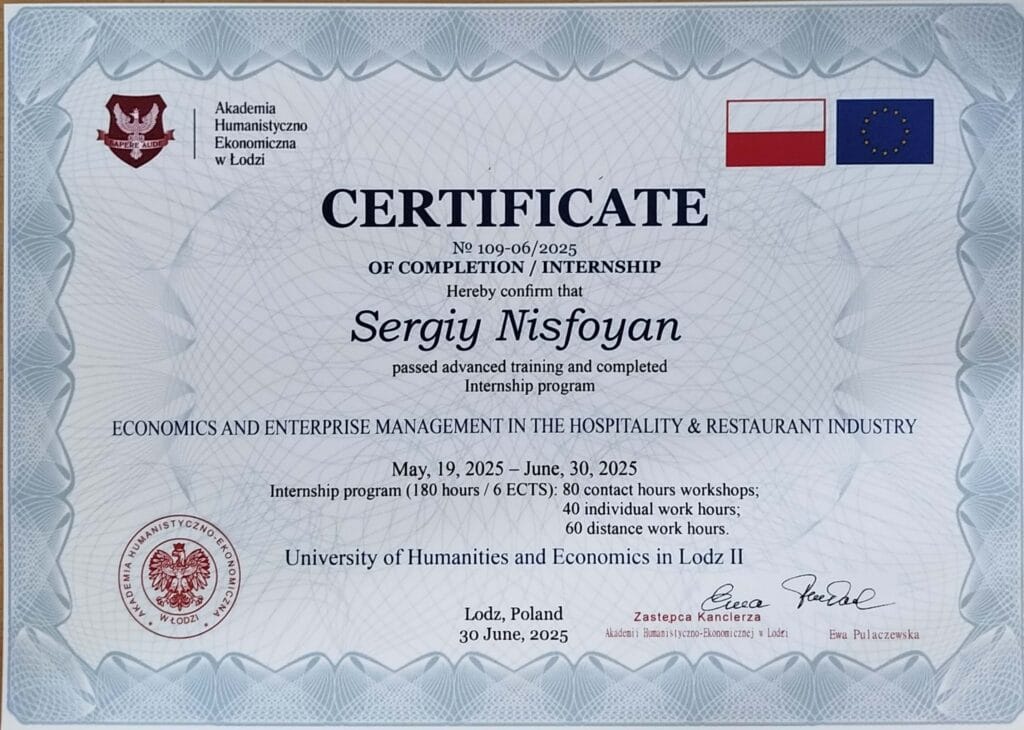 SAPERE AUDE
Akademia
Humanistyczno
Ekonomiczna
w Łodzi
CERTIFICATE
№ 109-06/2025
OF COMPLETION / INTERNSHIP
Hereby confirm that
Sergiy Nisfoyan
passed advanced training and completed
Internship program
ECONOMICS AND ENTERPRISE MANAGEMENT IN THE HOSPITALITY & RESTAURANT INDUSTRY
May, 19, 2025 – June, 30, 2025
Internship program (180 hours / 6 ECTS): 80 contact hours workshops;
40 individual work hours;
60 distance work hours.
AKADEMIA HUMANISTYCZNO-EKONOMICZNA
W ŁODZI
University of Humanities and Economics in Lodz II
Lodz, Poland
30 June, 2025
Ewa
Zastępca Kanclerza
Akademii Humanistyczno-Ekonomicznej w Łodzi
Ewa Pulaczewska